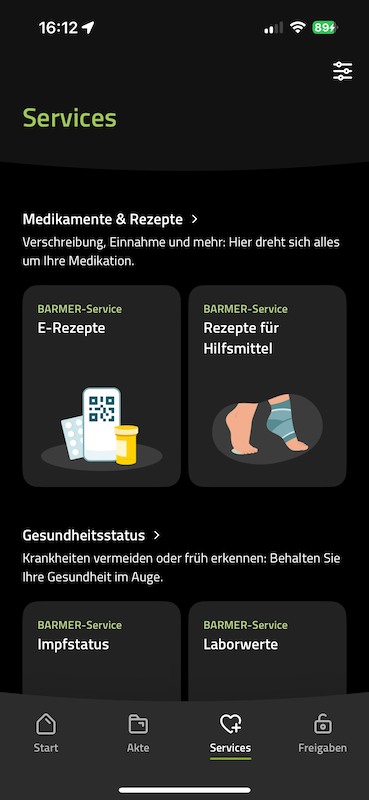 16:12
89
Services
Medikamente & Rezepte
Verschreibung, Einnahme und mehr: Hier dreht sich alles
um Ihre Medikation.
BARMER-Service
E-Rezepte
BARMER-Service
Rezepte für
Hilfsmittel
Gesundheitsstatus
Krankheiten vermeiden oder früh erkennen: Behalten Sie
Ihre Gesundheit im Auge.
BARMER-Service
Impfstatus
BARMER-Service
Laborwerte
Start
Akte
Services
Freigaben